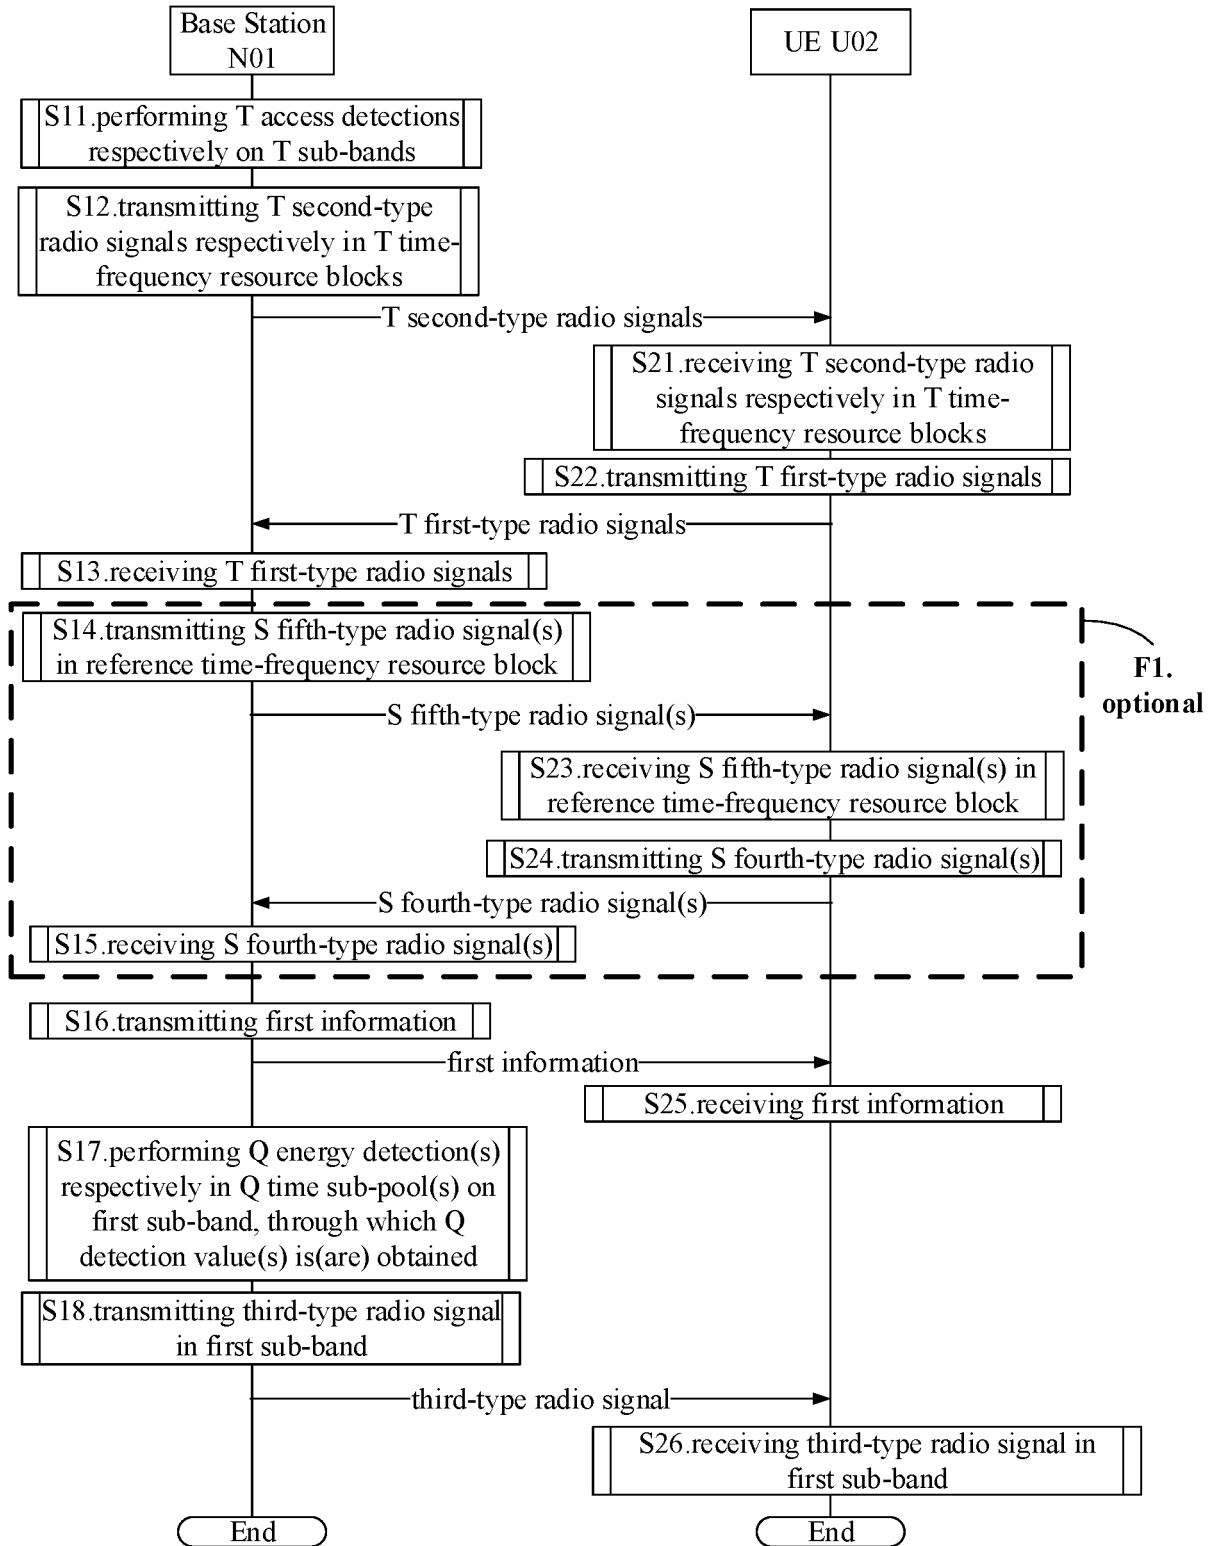 Base Station
N01
UE U02
S11.performing T access detections
respectively on T sub-bands
S12.transmitting T second-type
radio signals respectively in T time-
frequency resource blocks
T second-type radio signals
S21.receiving T second-type radio
signals respectively in T time-
frequency resource blocks
S22.transmitting T first-type radio signals
T first-type radio signals
S13.receiving T first-type radio signals
S14.transmitting S fifth-type radio signal(s)
in reference time-frequency resource block
F1.
optional
S fifth-type radio signal(s)
S23.receiving S fifth-type radio signal(s) in
reference time-frequency resource block
S24.transmitting S fourth-type radio signal(s)
S fourth-type radio signal(s)
S15.receiving S fourth-type radio signal(s)
S16.transmitting first information
first information
S25.receiving first information
S17.performing Q energy detection(s)
respectively in Q time sub-pool(s) on
first sub-band, through which Q
detection value(s) is(are) obtained
S18.transmitting third-type radio signal
in first sub-band
third-type radio signal
S26.receiving third-type radio signal in
first sub-band
End
End